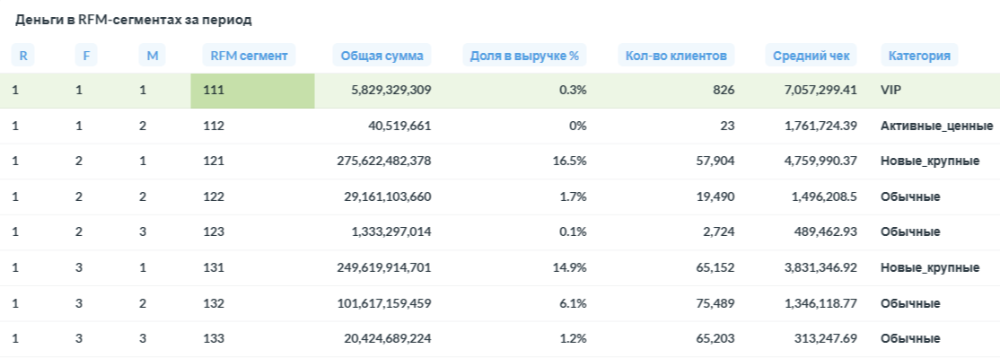 Деньги в RFM-сегментах за период
R F M RFM сегмент Общая сумма Доля в выручке % Кол-во клиентов Средний чек Категория
1 1 1 111 5,829,329,309 0.3% 826 7,057,299.41 VIP
1 1 2 112 40,519,661 0% 23 1,761,724.39 Активные_ценные
1 2 1 121 275,622,482,378 16.5% 57,904 4,759,990.37 Новые_крупные
1 2 2 122 29,161,103,660 1.7% 19,490 1,496,208.5 Обычные
1 2 3 123 1,333,297,014 0.1% 2,724 489,462.93 Обычные
1 3 1 131 249,619,914,701 14.9% 65,152 3,831,346.92 Новые_крупные
1 3 2 132 101,617,159,459 6.1% 75,489 1,346,118.77 Обычные
1 3 3 133 20,424,689,224 1.2% 65,203 313,247.69 Обычные